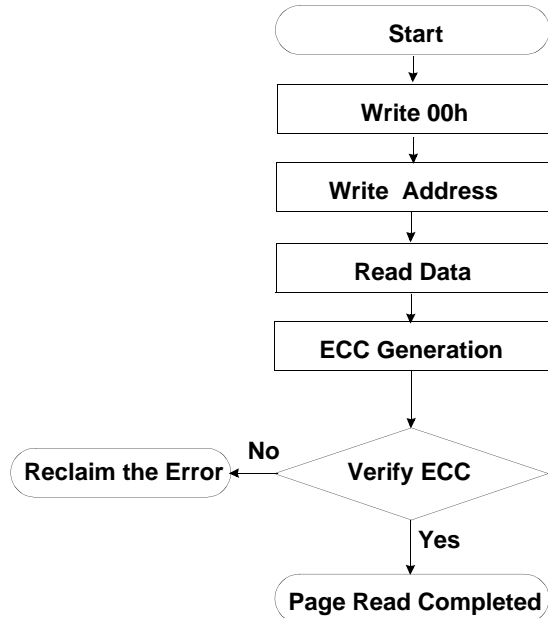 Start
Write 00h
Write Address
Read Data
ECC Generation
No
Reclaim the Error
Verify ECC
Yes
Page Read Completed